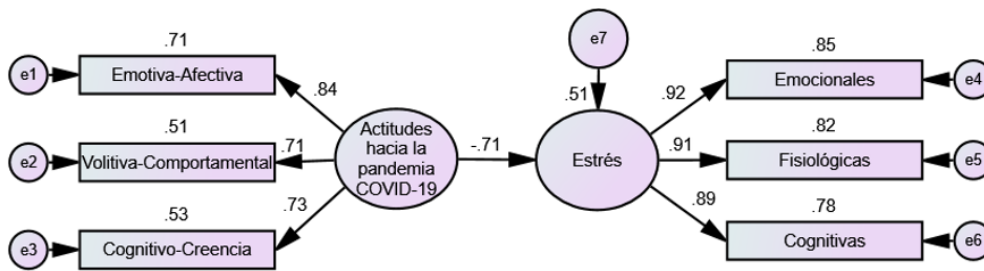 .71
e1
Emotiva-Afectiva
.84
.51
e2
Volitiva-Comportamental
.71
.53
e3
Cognitivo-Creencia
.73
Actitudes
hacia la
pandemia
COVID-19
-.71
e7
.51
Estrés
.92
.85
Emocionales
e4
.91
.82
Fisiológicas
e5
.89
.78
Cognitivas
e6